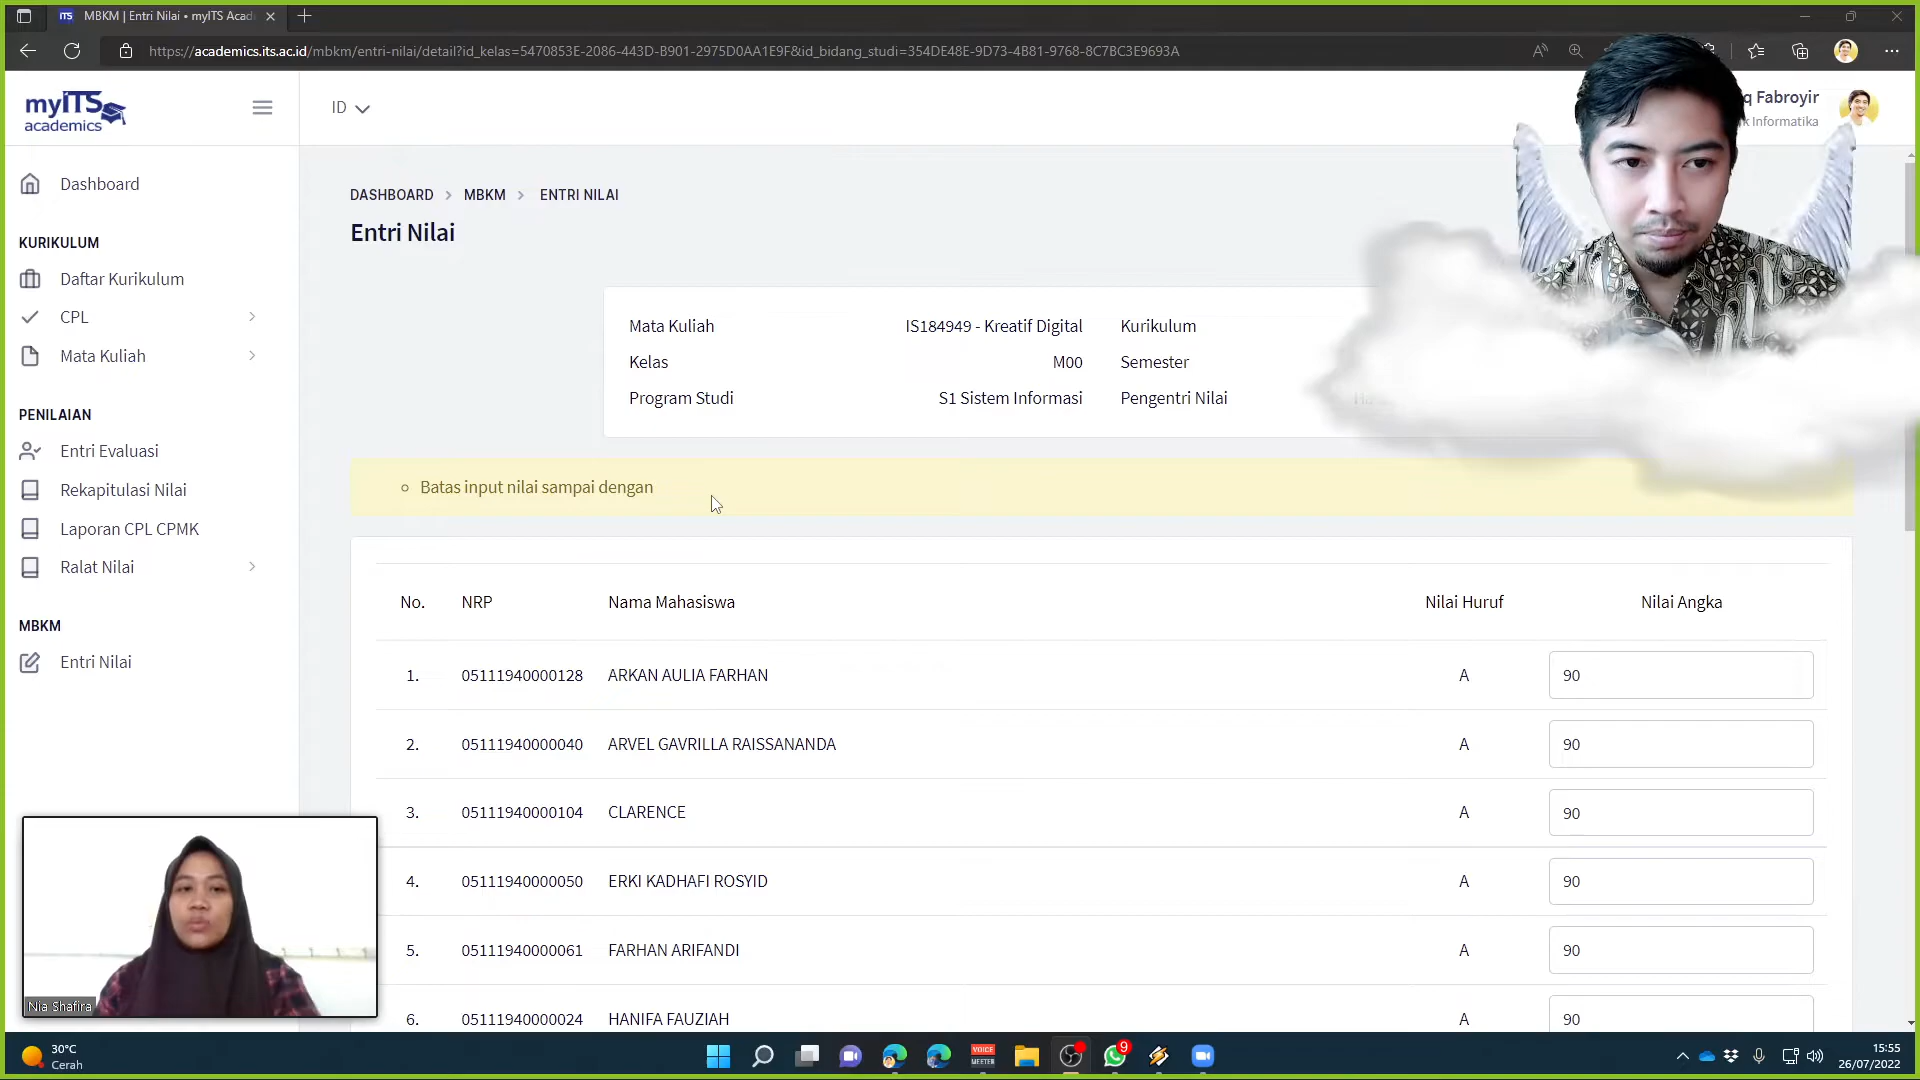 MBKM | Entri Nilai • myITS Acad
https://academics.its.ac.id/mbkm/entri-nilai/detail?id_kelas=5470853E-2086-443D-B901-2975D0AA1E9F&id_bidang_studi=354DE48E-9D73-4B81-9768-8C7BC3E9693A
myITS
academics
ID
q Fabroyir
k Informatika
Dashboard
KURIKULUM
Daftar Kurikulum
CPL
Mata Kuliah
PENILAIAN
Entri Evaluasi
Rekapitulasi Nilai
Laporan CPL CPMK
Ralat Nilai
MBKM
Entri Nilai
DASHBOARD > MBKM > ENTRI NILAI
Entri Nilai
Mata Kuliah IS184949 - Kreatif Digital Kurikulum
Kelas M00 Semester
Program Studi S1 Sistem Informasi Pengentri Nilai
Batas input nilai sampai dengan
No. NRP Nama Mahasiswa Nilai Huruf Nilai Angka
1. 05111940000128 ARKAN AULIA FARHAN A 90
2. 05111940000040 ARVEL GAVRILLA RAISSANANDA A 90
3. 05111940000104 CLARENCE A 90
4. 05111940000050 ERKI KADHAFI ROSYID A 90
5. 05111940000061 FARHAN ARIFANDI A 90
6. 05111940000024 HANIFA FAUZIAH A 90
Nia Shafira
30°C
Cerah
VOICE
MEETER
9
15:55
26/07/2022